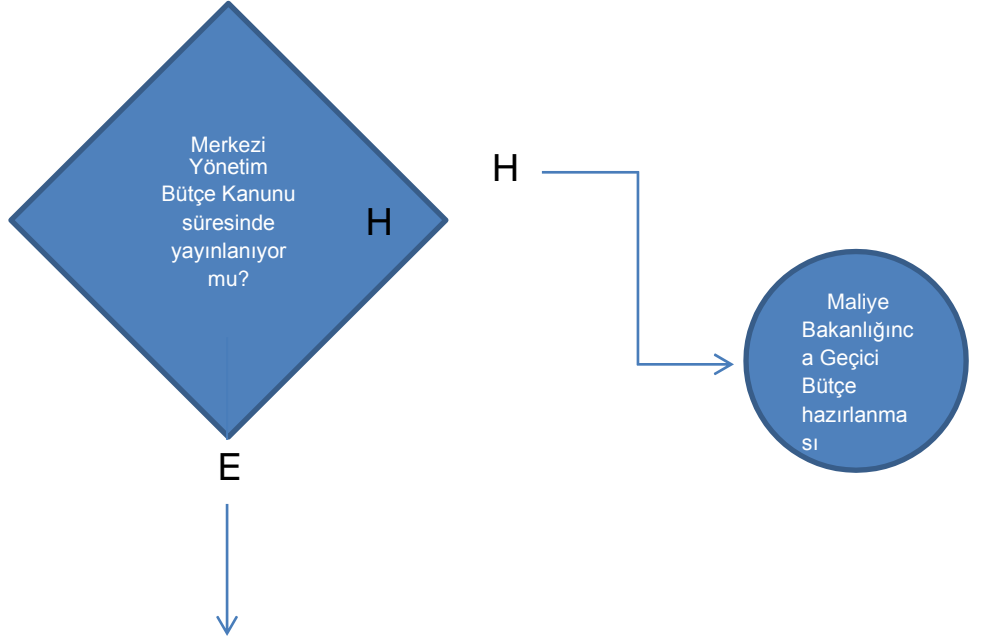 Merkezi
Yönetim
Bütçe Kanunu
süresinde
yayınlanıyor
mu?
H
H
Maliye
Bakanlığınc
a Geçici
Bütçe
hazırlanma
sı
E